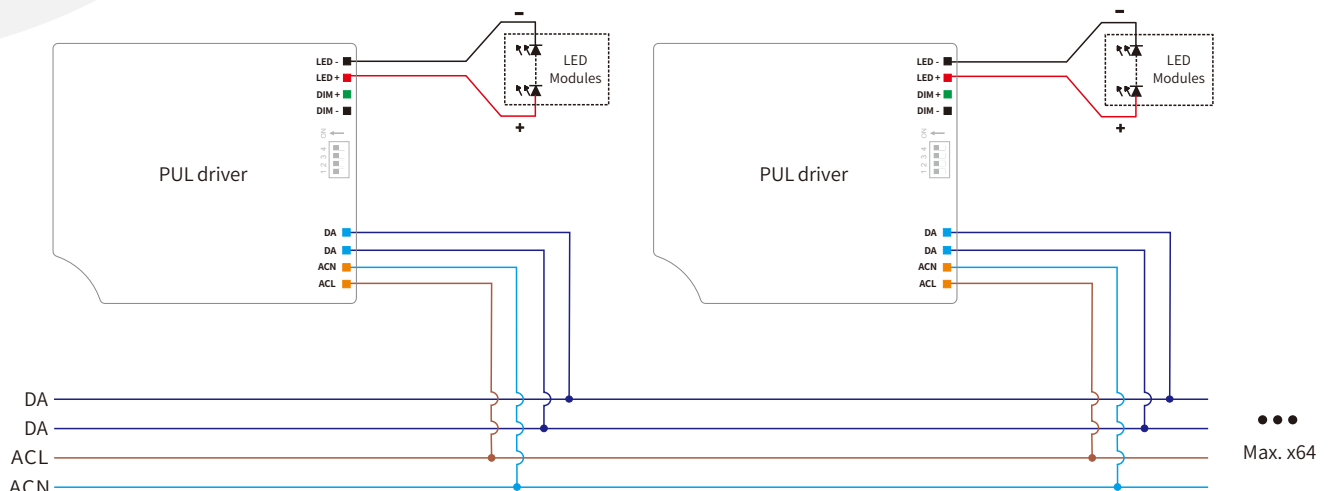 LED -
LED +
DIM +
DIM -
ON
1 2 3 4
PUL driver
DA
DA
ACN
ACL
-
LED
Modules
+
LED -
LED +
DIM +
DIM -
ON
1 2 3 4
PUL driver
DA
DA
ACN
ACL
-
LED
Modules
+
DA
DA
ACL
ACN
Max. x64